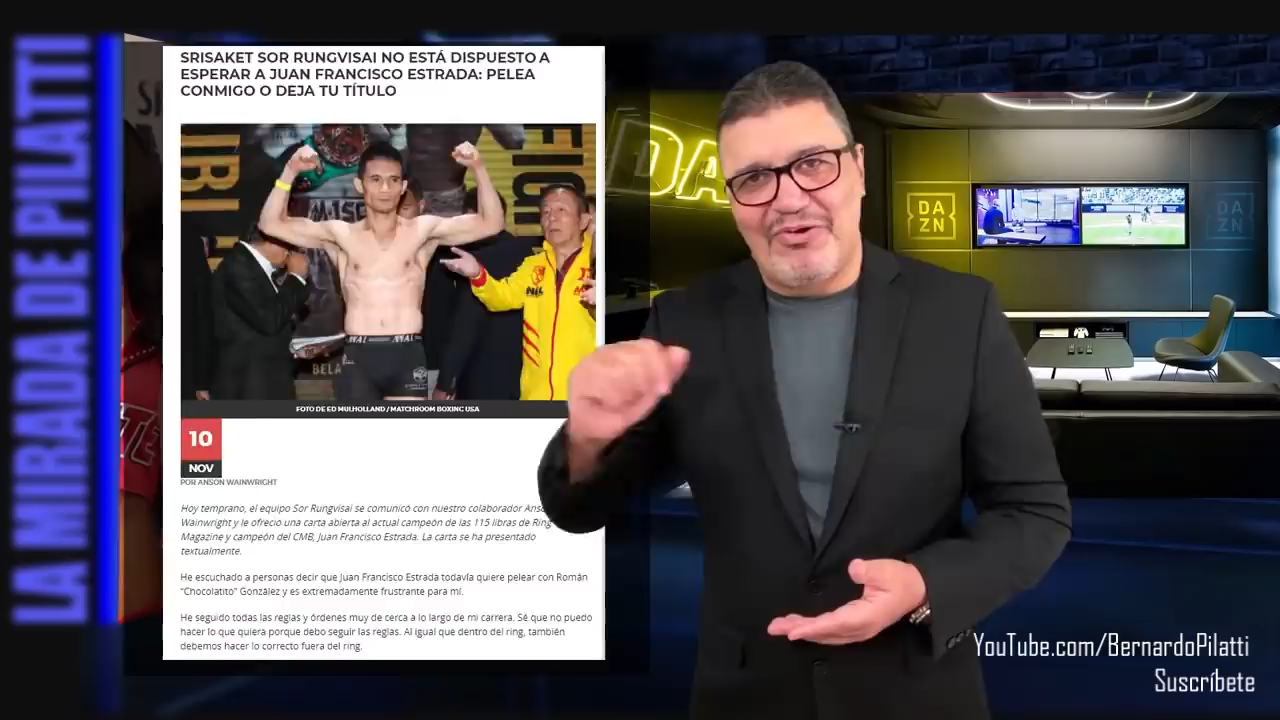 LA MIRADA DE PILATTI
SRISAKET SOR RUNGVISAI NO ESTÁ DISPUESTO A
ESPERAR A JUAN FRANCISCO ESTRADA: PELEA
CONMIGO O DEJA TU TÍTULO
FOTO DE ED MULHOLLAND / MATCHROOM BOXINC USA
10
NOV
POR ANSON WAINWRIGHT
Hoy temprano, el equipo Sor Rungvisai se comunicó con nuestro colaborador
Wainwright y le ofreció una carta abierta al actual campeón de las 115 libras de Ring
Magazine y campeón del CMB, Juan Francisco Estrada. La carta se ha presentado
textualmente.
He escuchado a personas decir que Juan Francisco Estrada todavía quiere pelear con Román
"Chocolatito" González y es extremadamente frustrante para mí.
He seguido todas las reglas y órdenes muy de cerca a lo largo de mi carrera. Sé que no puedo
hacer lo que quiera porque debo seguir las reglas. Al igual que dentro del ring, también
debemos hacer lo correcto fuera del ring.
DA
DA
ZN
DA
ZN
YouTube.com/BernardoPilatti
Suscríbete